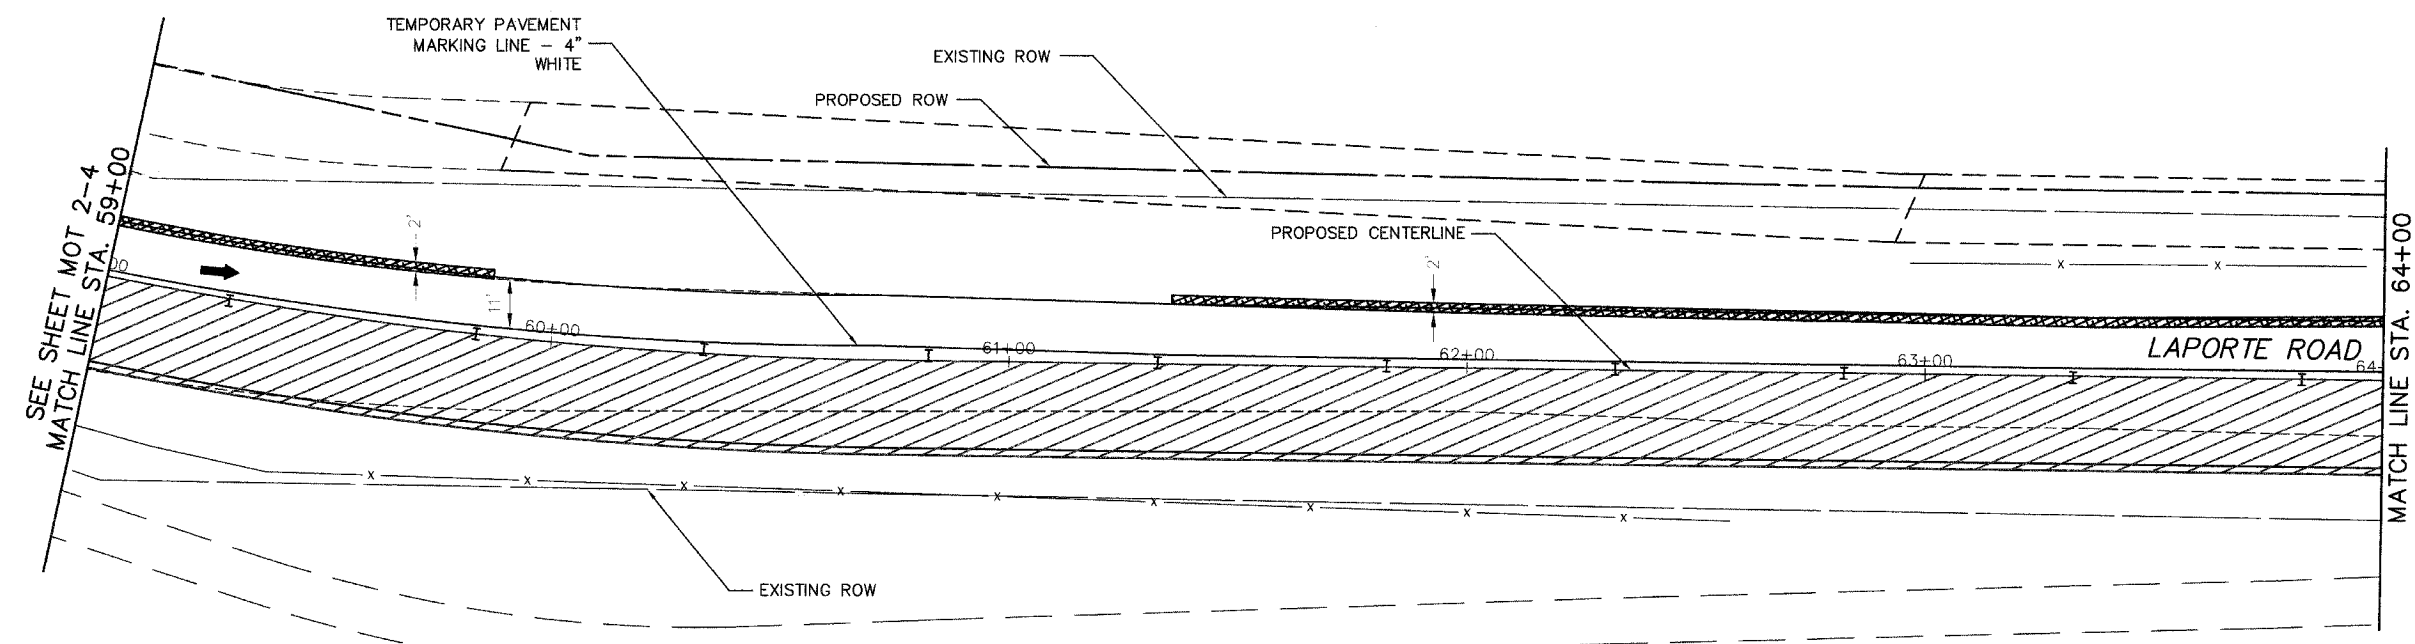 TEMPORARY PAVEMENT
MARKING LINE – 4"
WHITE
EXISTING ROW
PROPOSED ROW
SEE SHEET MOT 2-4
MATCH LINE STA. 59+00
2'
11'
PROPOSED CENTERLINE
2'
00
60+00
61+00
62+00
63+00
64
LAPORTE ROAD
MATCH LINE STA. 64+00
x
x
x
x
x
x
x
x
x
x
x
EXISTING ROW